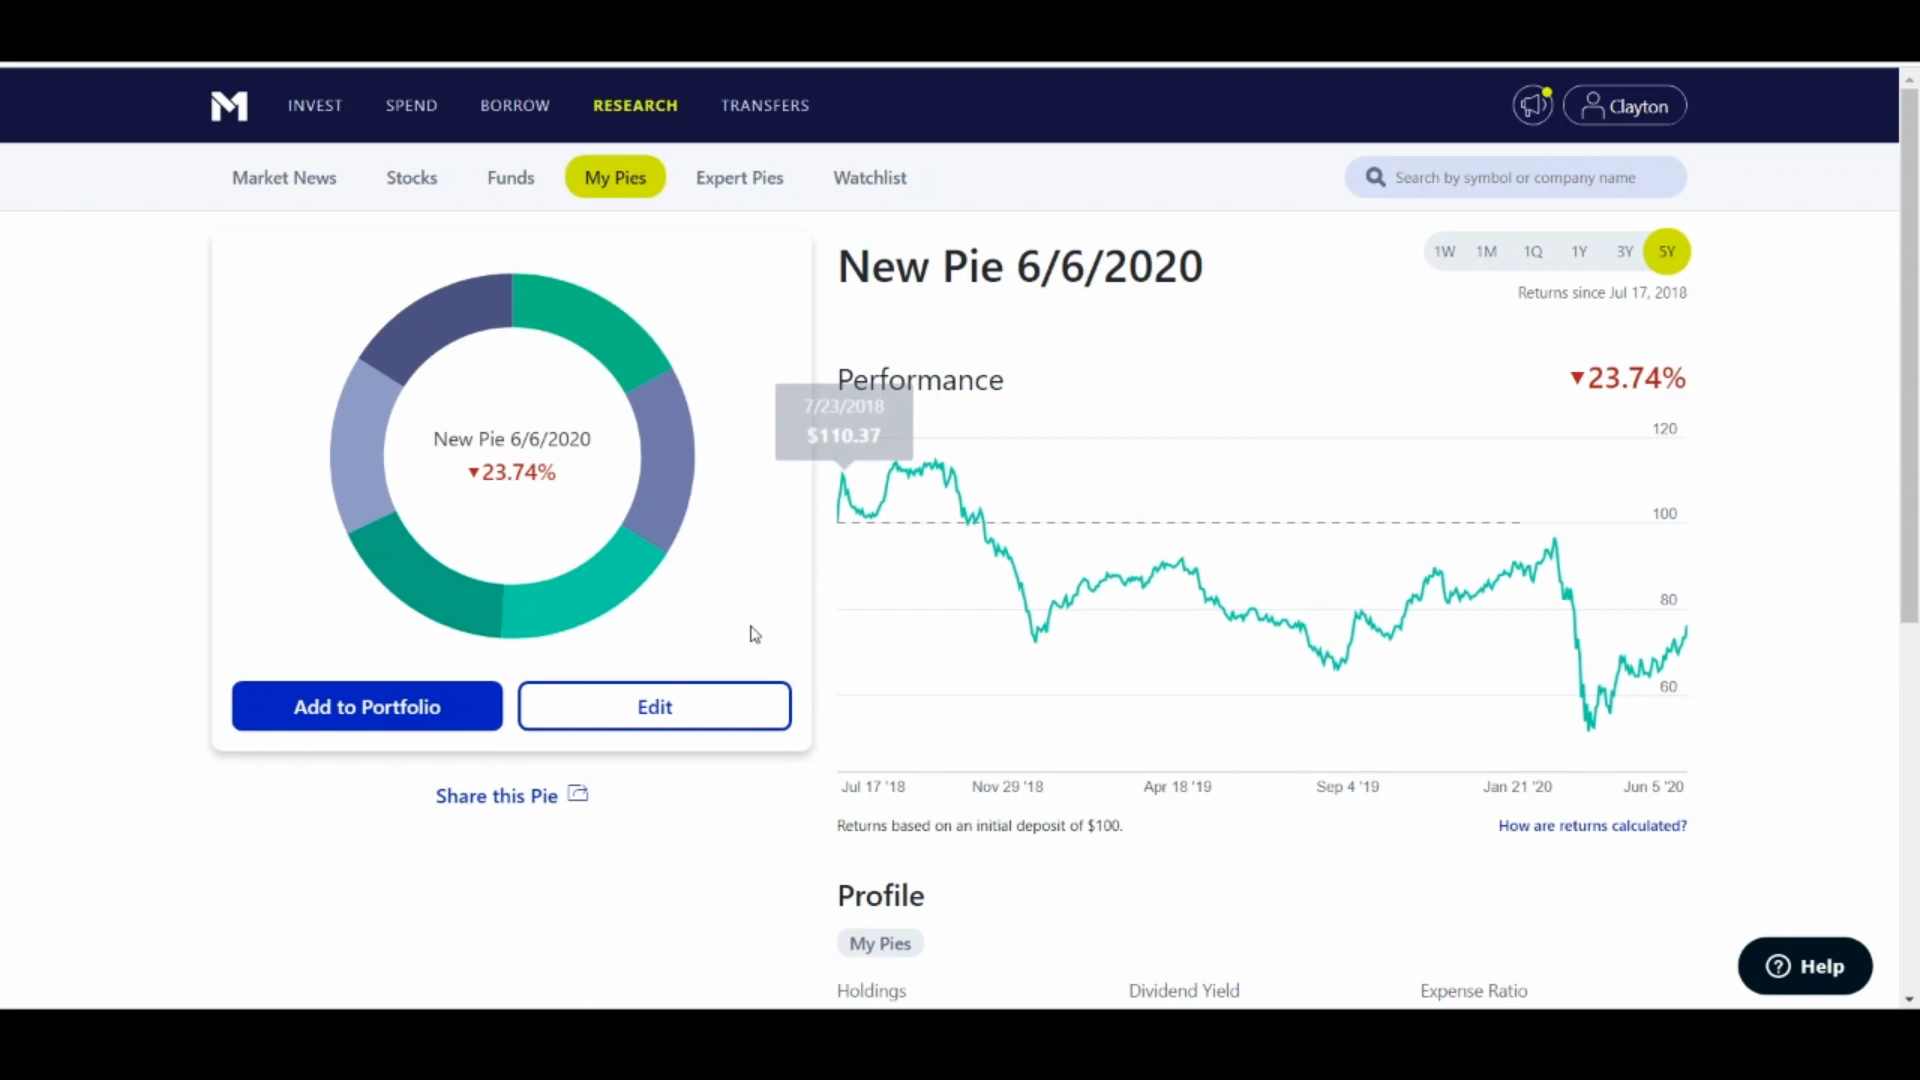 M INVEST SPEND BORROW RESEARCH TRANSFERS Clayton
Market News Stocks Funds My Pies Expert Pies Watchlist Search by symbol or company name
New Pie 6/6/2020
▼23.74%
Add to Portfolio Edit
Share this Pie
New Pie 6/6/2020
1W 1M 1Q 1Y 3Y 5Y
Returns since Jul 17, 2018
Performance ▼23.74%
7/23/2018
$110.37
120
100
80
60
Jul 17 '18 Nov 29 '18 Apr 18 '19 Sep 4 '19 Jan 21 '20 Jun 5 '20
Returns based on an initial deposit of $100. How are returns calculated?
Profile
My Pies
Holdings Dividend Yield Expense Ratio
? Help